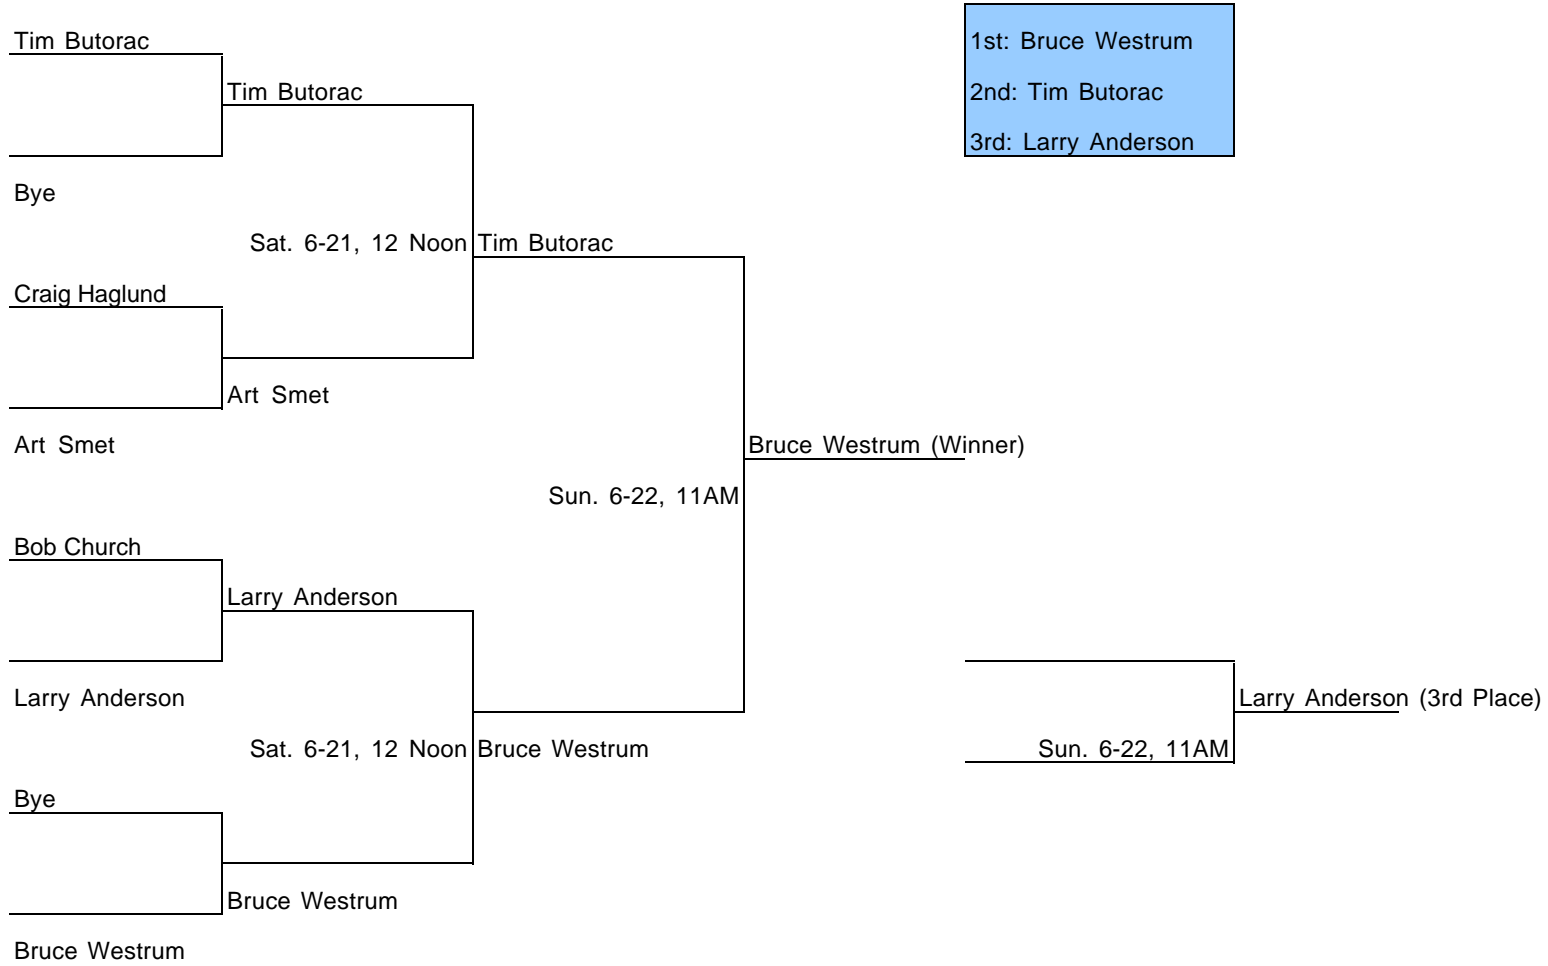 Tim Butorac
1st: Bruce Westrum
Tim Butorac
2nd: Tim Butorac
3rd: Larry Anderson
Bye
Sat. 6-21, 12 Noon
Tim Butorac
Craig Haglund
Art Smet
Art Smet
Bruce Westrum (Winner)
Sun. 6-22, 11AM
Bob Church
Larry Anderson
Larry Anderson
Larry Anderson (3rd Place)
Sat. 6-21, 12 Noon
Bruce Westrum
Sun. 6-22, 11AM
Bye
Bruce Westrum
Bruce Westrum